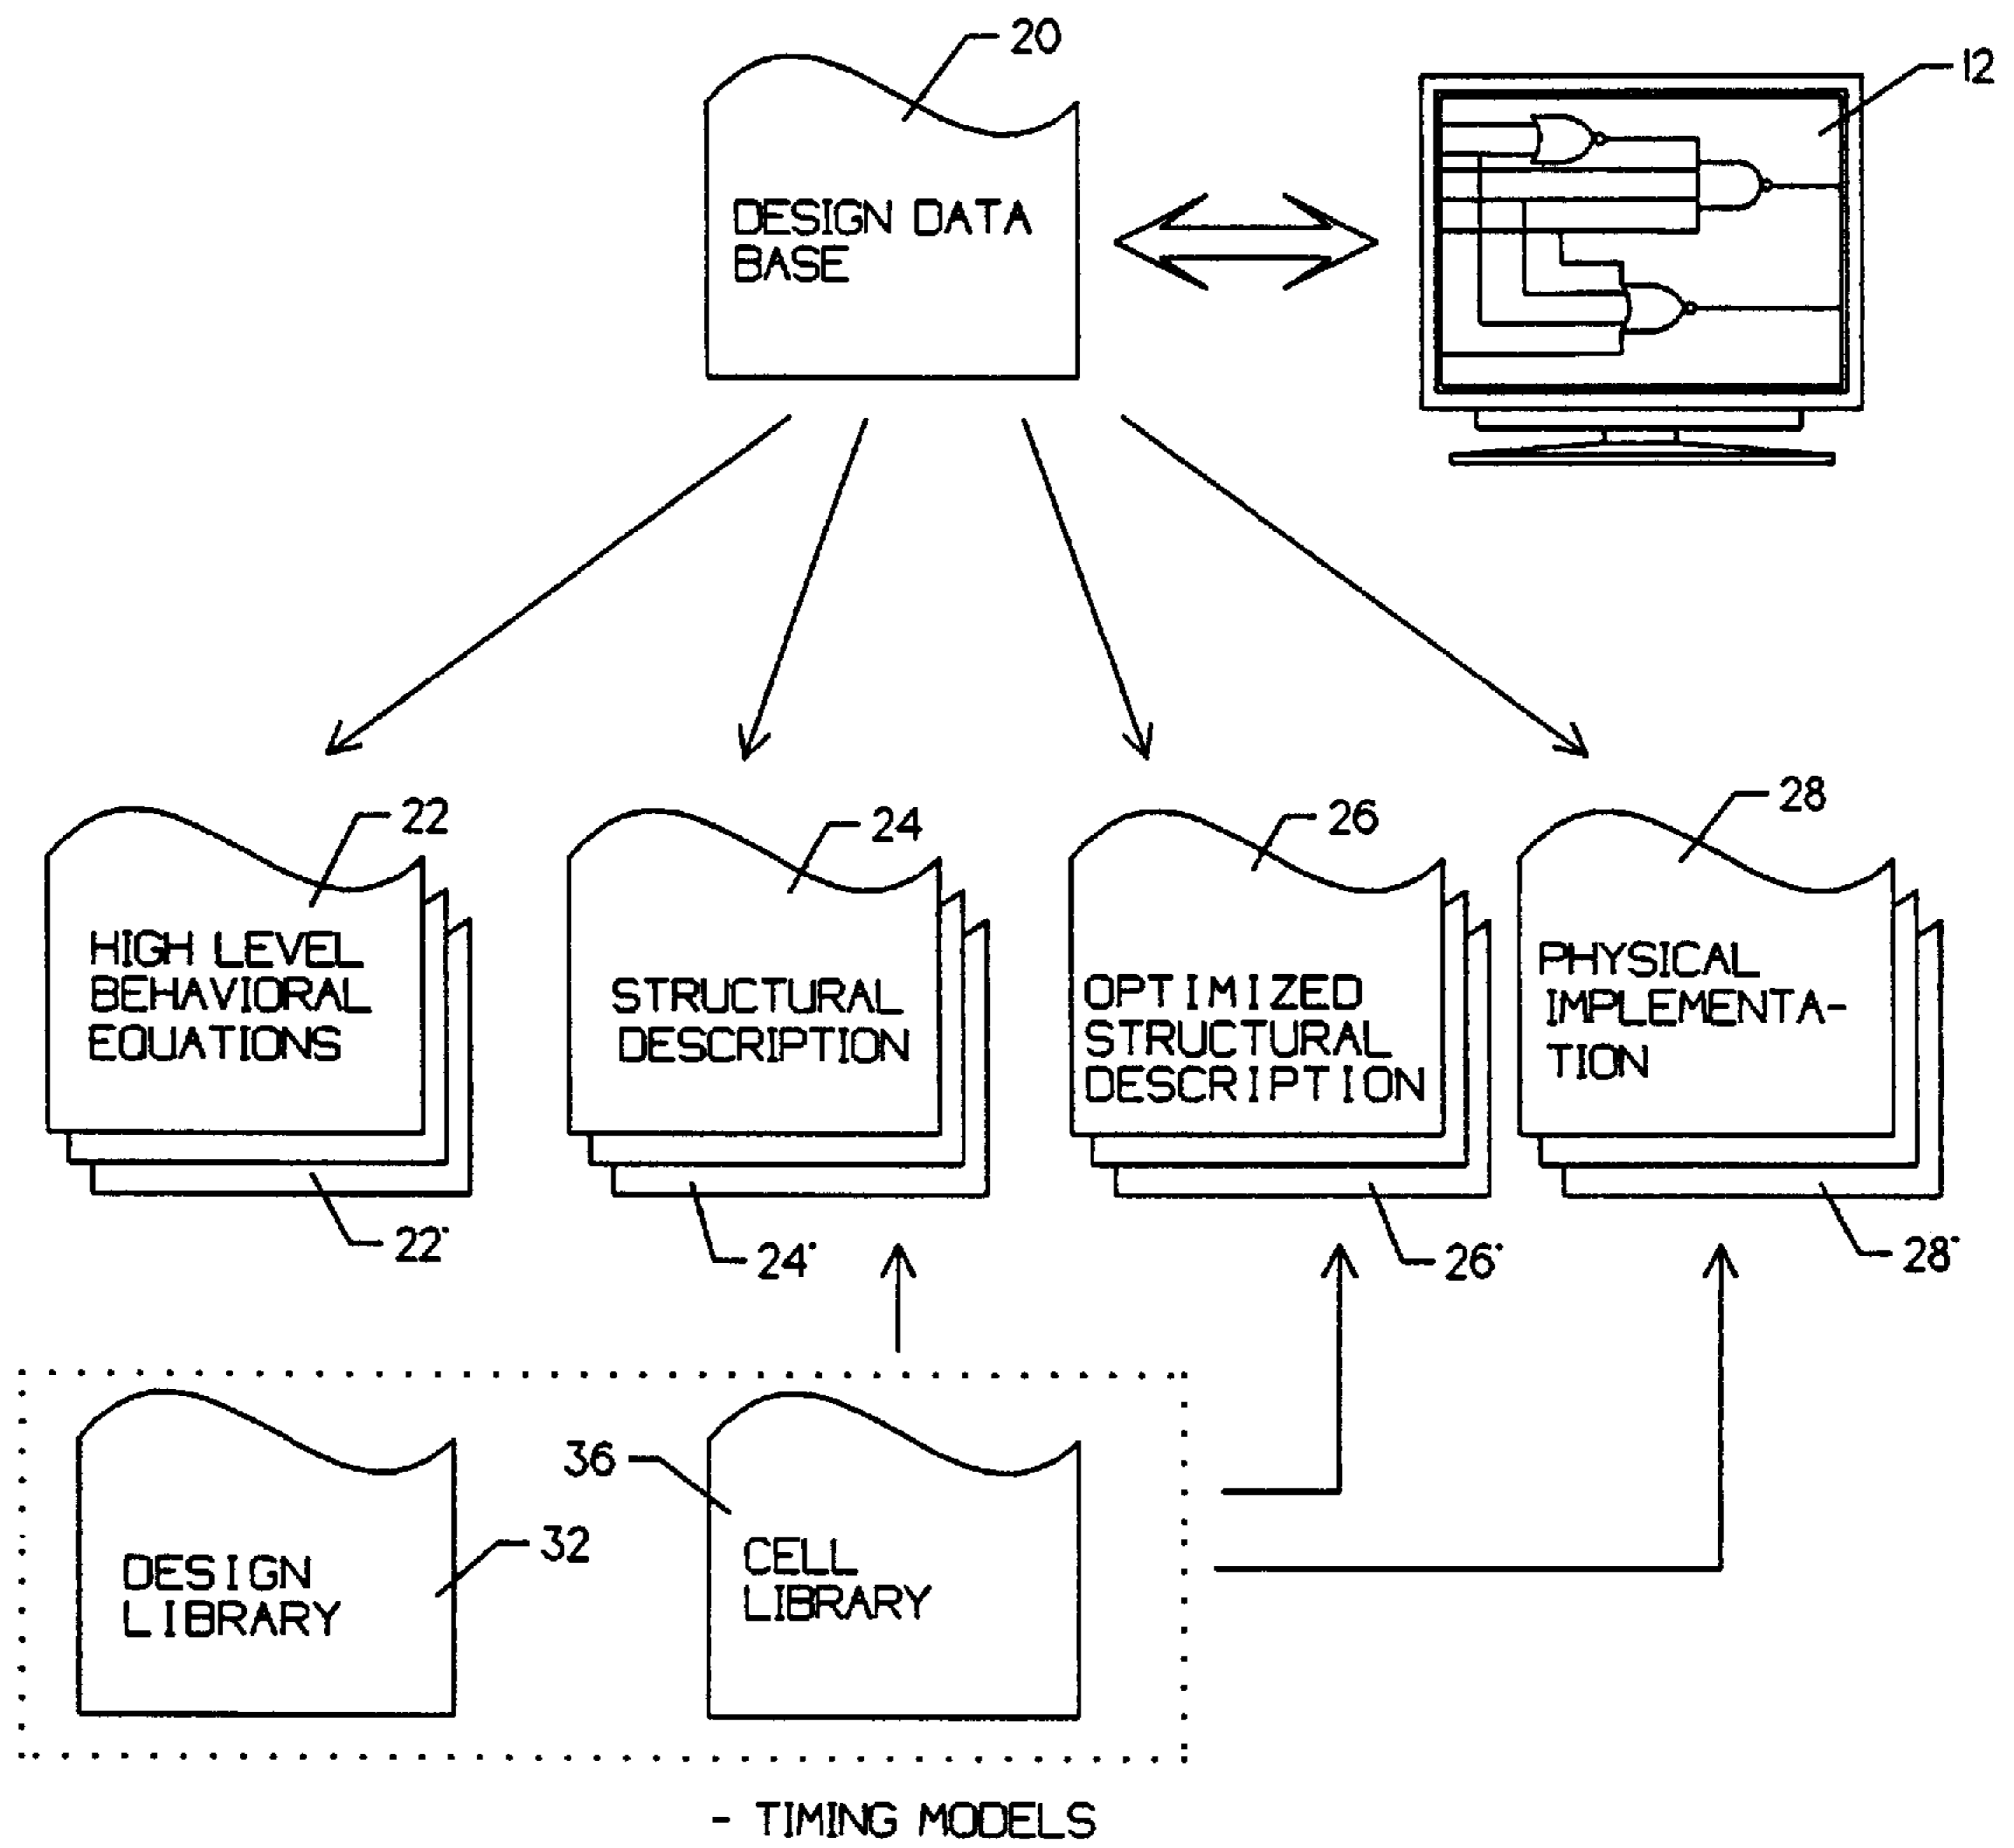 20
12
DESIGN DATA
BASE
22
24
26
28
HIGH LEVEL
BEHAVIORAL
EQUATIONS
STRUCTURAL
DESCRIPTION
OPTIMIZED
STRUCTURAL
DESCRIPTION
PHYSICAL
IMPLEMENTA-
TION
22'
24'
26'
28'
36
32
DESIGN
LIBRARY
CELL
LIBRARY
- TIMING MODELS